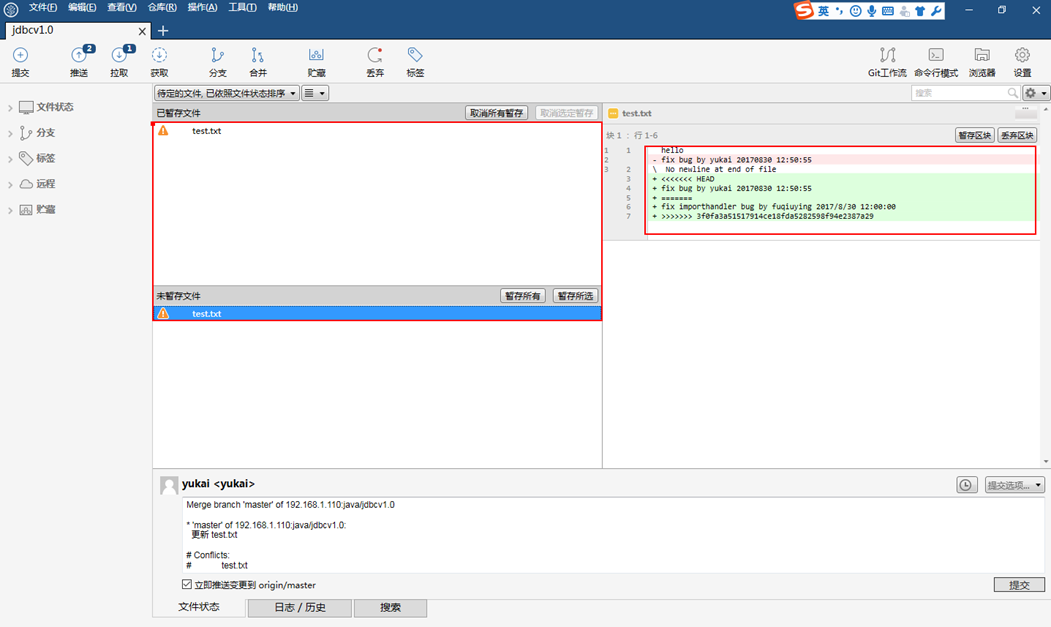 文件(F) 编辑(E) 查看(V) 仓库(R) 操作(A) 工具(T) 帮助(H)
英
jdbcv1.0
2 1
提交 推送 拉取 获取 分支 合并 贮藏 丢弃 标签 Git工作流 命令行模式 浏览器 设置
待定的文件, 已依照文件状态排序 搜索
文件状态
分支
标签
远程
贮藏
已暂存文件 取消所有暂存 取消选定暂存
test.txt
未暂存文件 暂存所有 暂存所选
test.txt
test.txt
块 1 : 行 1-6 暂存区块 丢弃区块
1 1 hello
2 - fix bug by yukai 20170830 12:50:55
3 2 \ No newline at end of file
3 + <<<<<<< HEAD
4 + fix bug by yukai 20170830 12:50:55
5 + =======
6 + fix importhandler bug by fuqiuying 2017/8/30 12:00:00
7 + >>>>>>> 3f0fa3a51517914ce18fda5282598f94e2387a29
yukai <yukai> 提交选项...
Merge branch 'master' of 192.168.1.110:java/jdbcv1.0
* 'master' of 192.168.1.110:java/jdbcv1.0:
更新 test.txt
# Conflicts:
# test.txt
立即推送变更到 origin/master 提交
文件状态 日志 / 历史 搜索